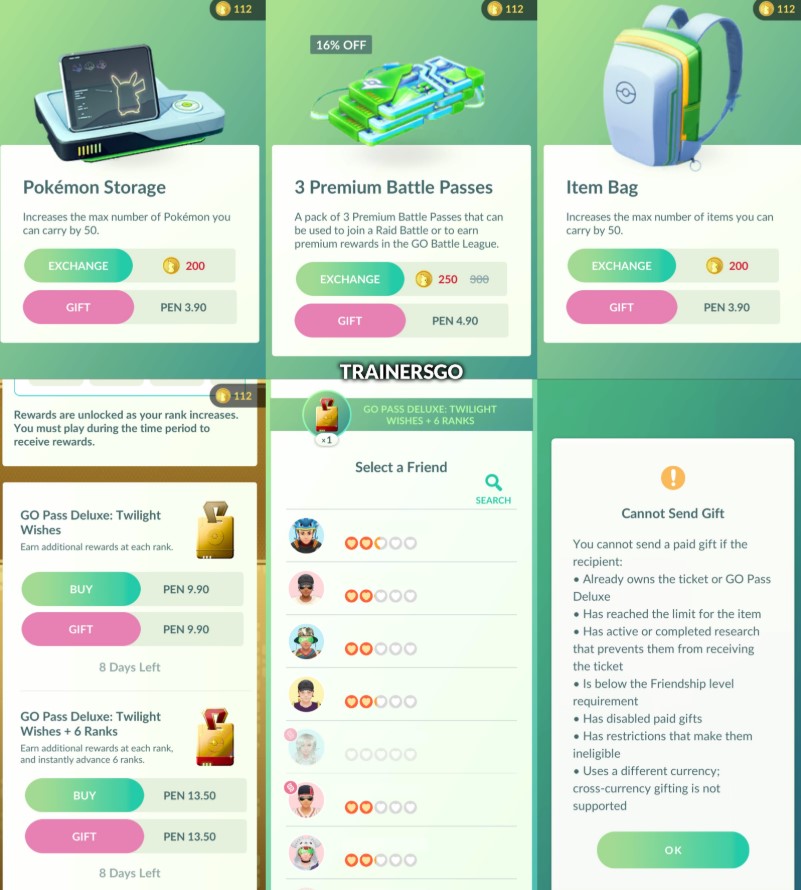 112
Pokémon Storage
Increases the max number of Pokémon you
can carry by 50.
EXCHANGE
200
GIFT
PEN 3.90
112
16% OFF
3 Premium Battle Passes
A pack of 3 Premium Battle Passes that can
be used to join a Raid Battle or to earn
premium rewards in the GO Battle League.
EXCHANGE
250 300
GIFT
PEN 4.90
112
Item Bag
Increases the max number of items you can
carry by 50.
EXCHANGE
200
GIFT
PEN 3.90
TRAINERSGO
112
Rewards are unlocked as your rank increases.
You must play during the time period to
receive rewards.
GO Pass Deluxe: Twilight
Wishes
Earn additional rewards at each rank.
BUY
PEN 9.90
GIFT
PEN 9.90
8 Days Left
GO Pass Deluxe: Twilight
Wishes + 6 Ranks
Earn additional rewards at each rank,
and instantly advance 6 ranks.
BUY
PEN 13.50
GIFT
PEN 13.50
8 Days Left
GO PASS DELUXE: TWILIGHT
WISHES + 6 RANKS
×1
Select a Friend
SEARCH
Cannot Send Gift
You cannot send a paid gift if the
recipient:
• Already owns the ticket or GO Pass
Deluxe
• Has reached the limit for the item
• Has active or completed research
that prevents them from receiving
the ticket
• Is below the Friendship level
requirement
• Has disabled paid gifts
• Has restrictions that make them
ineligible
• Uses a different currency;
cross-currency gifting is not
supported
OK